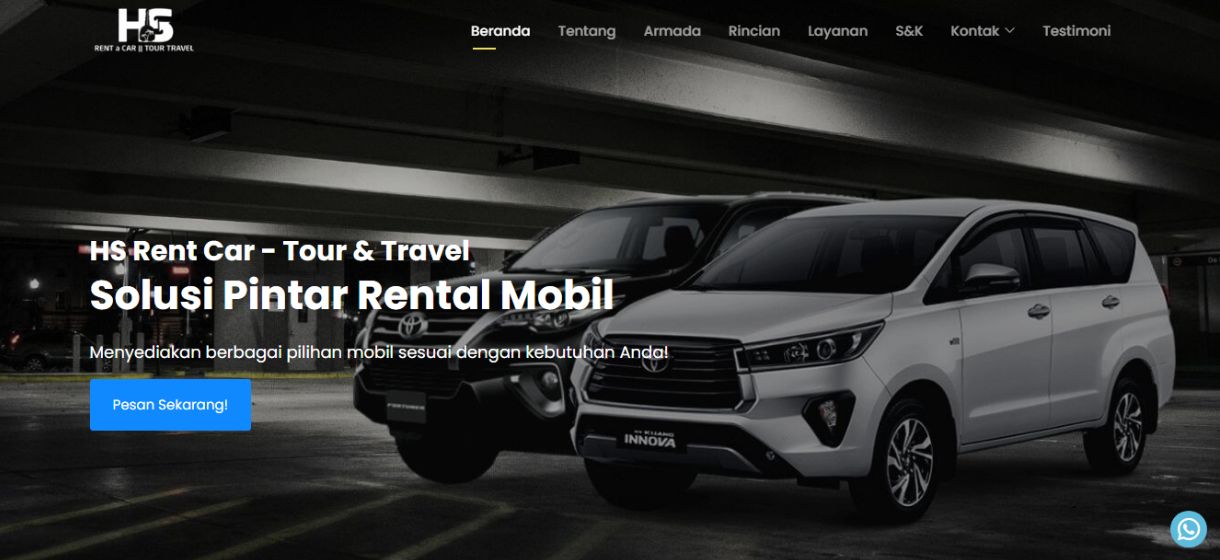 HS
RENT a CAR || TOUR TRAVEL
Beranda
Tentang
Armada
Rincian
Layanan
S&K
Kontak
Testimoni
HS Rent Car - Tour & Travel
Solusi Pintar Rental Mobil
Menyediakan berbagai pilihan mobil sesuai dengan kebutuhan Anda!
Pesan Sekarang!
FORTUNER
KIJANG
INNOVA